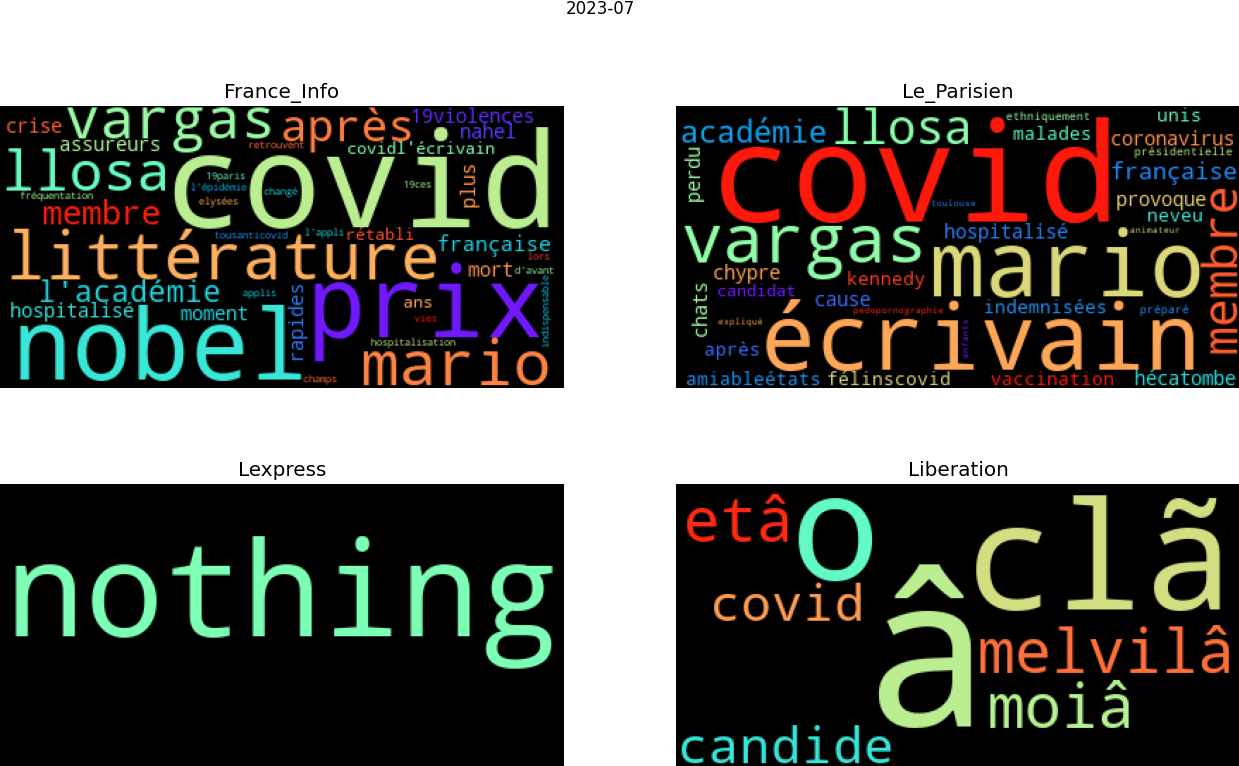 2023-07
France_Info
crise
vargas
après
19violences
nahel
assureurs
retrouvent
covidl'écrivain
llosa
covid
19paris
l'épidémie
changé
19ces
plus
fréquentation
elysées
membre
tousanticovid
l'appli
rétabli
française
lors
littérature
mort
d'avant
l'académie
applis
prix
ans
indispensable
hospitalisé
moment
rapides
vies
nobel
hospitalisation
mario
champs
Le_Parisien
académie
llosa
ethniquement
unis
malades
coronavirus
présidentielle
perdu
covid
française
toulouse
provoque
membre
neveu
vargas
hospitalisé
animateur
mario
chypre
kennedy
candidat
chats
cause
pédopornographie
indemnisées
préparé
expliqué
écrivain
enfants
après
amiableétats
félinscovid
vaccination
hécatombe
Lexpress
nothing
Liberation
etâ
o
clã
covid
â
melvilâ
moiâ
candide